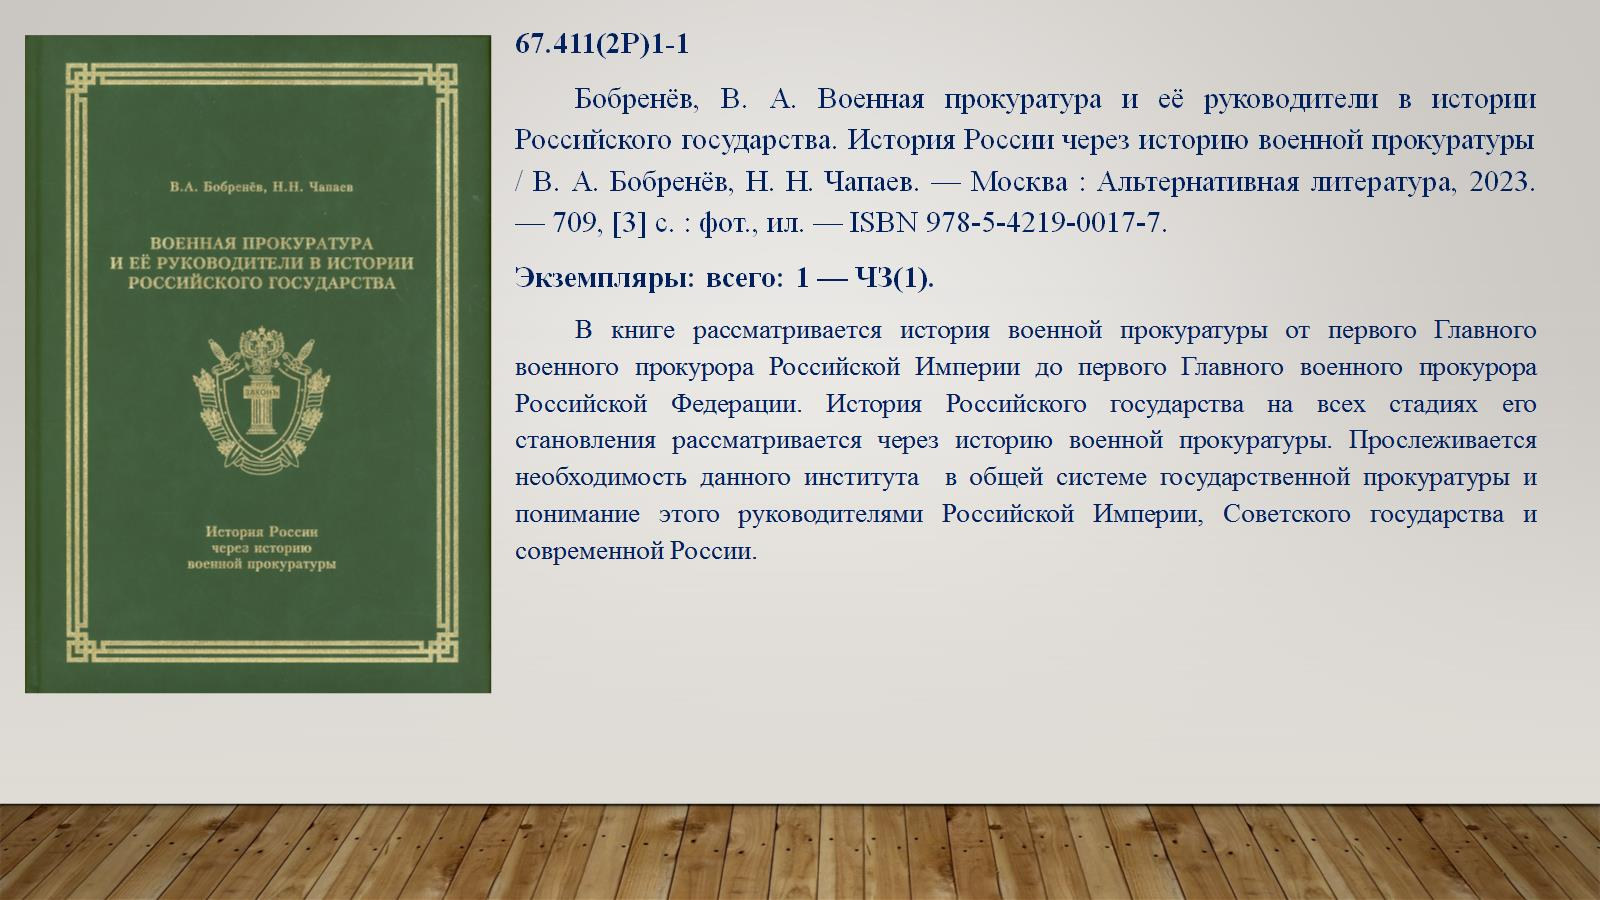 В.А. Бобренёв, Н.Н. Чапаев
ВОЕННАЯ ПРОКУРАТУРА
И ЕЁ РУКОВОДИТЕЛИ В ИСТОРИИ
РОССИЙСКОГО ГОСУДАРСТВА
ЗАКОНЪ
История России
через историю
военной прокуратуры
67.411(2Р)1-1
Бобренёв, В. А. Военная прокуратура и её руководители в истории
Российского государства. История России через историю военной прокуратуры
/ В. А. Бобренёв, Н. Н. Чапаев. — Москва : Альтернативная литература, 2023.
— 709, [3] с. : фот., ил. — ISBN 978-5-4219-0017-7.
Экземпляры: всего: 1 — ЧЗ(1).
В книге рассматривается история военной прокуратуры от первого Главного
военного прокурора Российской Империи до первого Главного военного прокурора
Российской Федерации. История Российского государства на всех стадиях его
становления рассматривается через историю военной прокуратуры. Прослеживается
необходимость данного института в общей системе государственной прокуратуры и
понимание этого руководителями Российской Империи, Советского государства и
современной России.